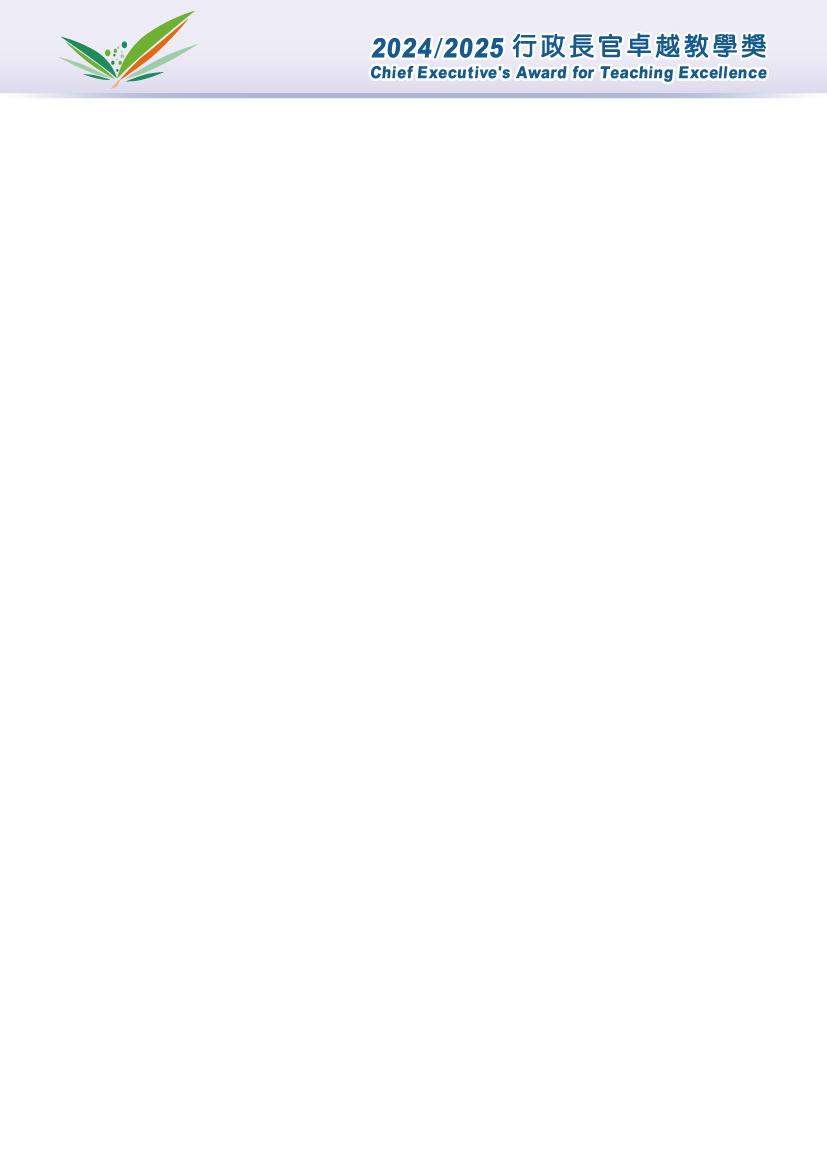 2024/2025 行政長官卓越教學獎
Chief Executive's Award for Teaching Excellence